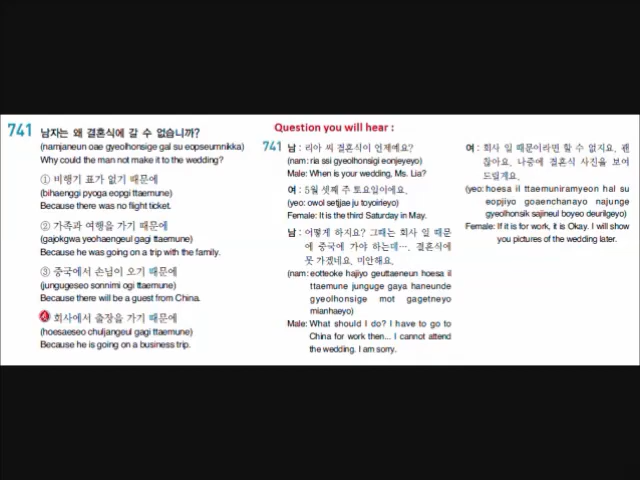 741 남자는 왜 결혼식에 갈 수 없습니까?
(namjaneun oae gyeolhonsige gal su eopseumnikka)
Why could the man not make it to the wedding?
① 비행기 표가 없기 때문에
(bihaenggi pyoga eopgi ttaemune)
Because there was no flight ticket.
② 가족과 여행을 가기 때문에
(gajokgwa yeohaengeul gagi ttaemune)
Because he was going on a trip with the family.
③ 중국에서 손님이 오기 때문에
(jungugeseo sonnimi ogi ttaemune)
Because there will be a guest from China.
④ 회사에서 출장을 가기 때문에
(hoesaeseo chuljangeul gagi ttaemune)
Because he is going on a business trip.
Question you will hear :
741 남 : 리아 씨 결혼식이 언제예요?
(nam : ria ssi gyeolhonsigi eonjeyeyo)
Male: When is your wedding, Ms. Lia?
여 : 5월 셋째 주 토요일이에요.
(yeo: owol setjjae ju toyoirieyo)
Female: It is the third Saturday in May.
남 : 어떻게 하지요? 그때는 회사 일 때문
에 중국에 가야 하는데…. 결혼식에
못 가겠네요. 미안해요.
(nam: eotteoke hajiyo geuttaeneun hoesa il
ttaemune junguge gaya haneunde
gyeolhonsige mot gagetneyo
mianhaeyo)
Male: What should I do? I have to go to
China for work then... I cannot attend
the wedding. I am sorry.
여 : 회사 일 때문이라면 할 수 없지요. 괜
찮아요. 나중에 결혼식 사진을 보여
드릴게요.
(yeo: hoesa il ttaemuniramyeon hal su
eopjiyo goaenchanayo najunge
gyeolhonsik sajineul boyeo deurilgeyo)
Female: If it is for work, it is Okay. I will show
you pictures of the wedding later.